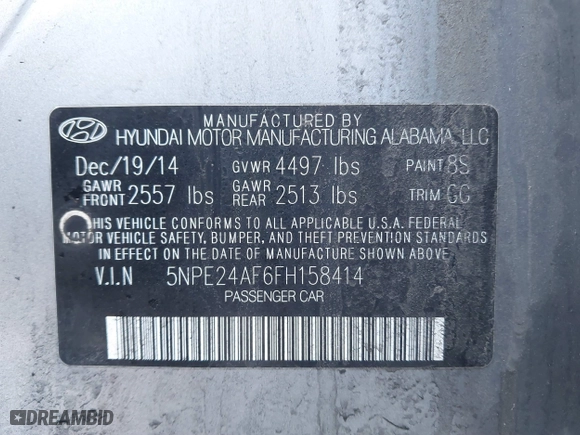 MANUFACTURED BY
HYUNDAI MOTOR MANUFACTURING ALABAMA, LLC
Dec/19/14 GVWR 4497 lbs PAINT 8S
GAWR FRONT 2557 lbs GAWR REAR 2513 lbs TRIM GG
THIS VEHICLE CONFORMS TO ALL APPLICABLE U.S.A. FEDERAL
MOTOR VEHICLE SAFETY, BUMPER, AND THEFT PREVENTION STANDARDS
IN EFFECT ON THE DATE OF MANUFACTURE SHOWN ABOVE.
V.I.N 5NPE24AF6FH158414
PASSENGER CAR
DREAMBID